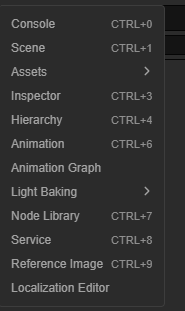 Console CTRL+0
Scene CTRL+1
Assets
Inspector CTRL+3
Hierarchy CTRL+4
Animation CTRL+6
Animation Graph
Light Baking
Node Library CTRL+7
Service CTRL+8
Reference Image CTRL+9
Localization Editor